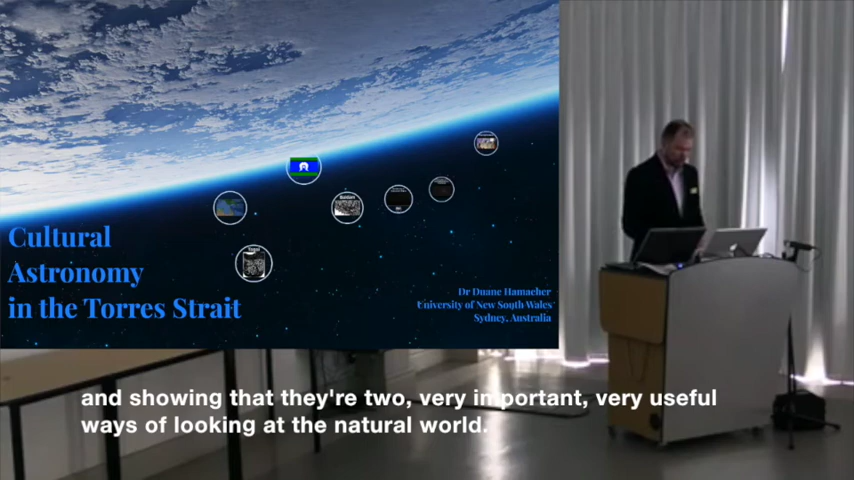 Cultural
Astronomy
in the Torres Strait
Dr Duane Hamacher
University of New South Wales
Sydney, Australia
and showing that they're two, very important, very useful
ways of looking at the natural world.